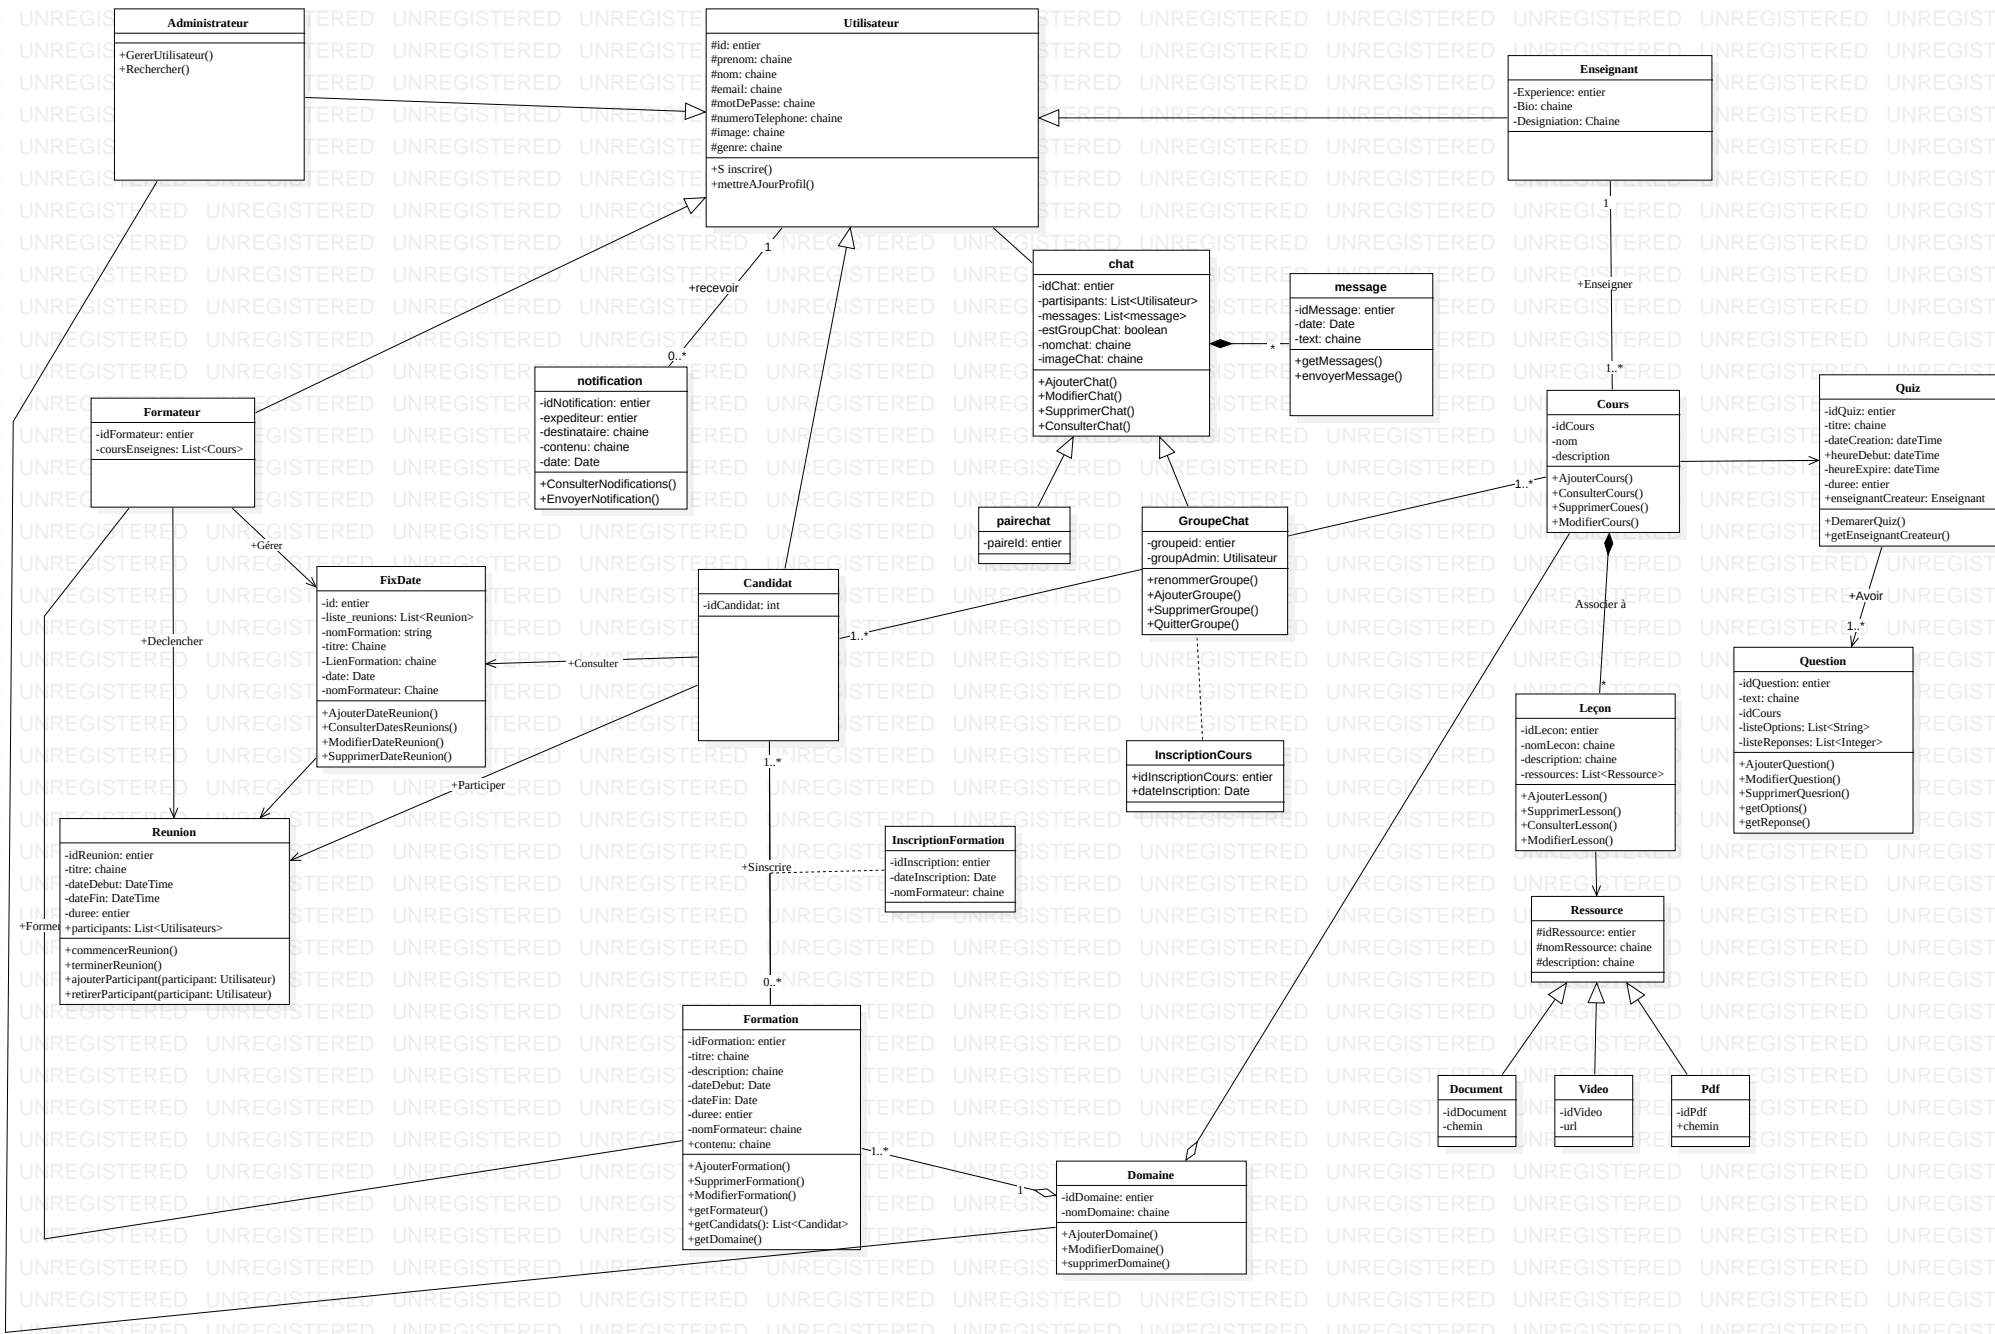 Administrateur
+GererUtilisateur()
+Rechercher()
Utilisateur
#id: entier
#prenom: chaine
#nom: chaine
#email: chaine
#motDePasse: chaine
#numeroTelephone: chaine
#image: chaine
#genre: chaine
+S inscrire()
+mettreAJourProfil()
Enseignant
-Experience: entier
-Bio: chaine
-Designiation: Chaine
1
+Enseigner
1..*
1
+recevoir
0..*
chat
-idChat: entier
-partisipants: List<Utilisateur>
-messages: List<message>
-estGroupChat: boolean
-nomchat: chaine
-imageChat: chaine
+AjouterChat()
+ModifierChat()
+SupprimerChat()
+ConsulterChat()
*
message
-idMessage: entier
-date: Date
-text: chaine
+getMessages()
+envoyerMessage()
notification
-idNotification: entier
-expediteur: entier
-destinataire: chaine
-contenu: chaine
-date: Date
+ConsulterNodifications()
+EnvoyerNotification()
Formateur
-idFormateur: entier
-coursEnseignes: List<Cours>
Cours
-idCours
-nom
-description
+AjouterCours()
+ConsulterCours()
+SupprimerCoues()
+ModifierCours()
Quiz
-idQuiz: entier
-titre: chaine
-dateCreation: dateTime
+heureDebut: dateTime
-heureExpire: dateTime
-duree: entier
+enseignantCreateur: Enseignant
+DemarerQuiz()
+getEnseignantCreateur()
1..*
pairechat
-paireId: entier
GroupeChat
-groupeid: entier
-groupAdmin: Utilisateur
+renommerGroupe()
+AjouterGroupe()
+SupprimerGroupe()
+QuitterGroupe()
+Gérer
+Declencher
FixDate
-id: entier
-liste_reunions: List<Reunion>
-nomFormation: string
-titre: Chaine
-LienFormation: chaine
-date: Date
-nomFormateur: Chaine
+AjouterDateReunion()
+ConsulterDatesReunions()
+ModifierDateReunion()
+SupprimerDateReunion()
+Consulter
+Participer
Candidat
-idCandidat: int
1..*
Associer à
*
+Avoir
1..*
Question
-idQuestion: entier
-text: chaine
-idCours
-listeOptions: List<String>
-listeReponses: List<Integer>
+AjouterQuestion()
+ModifierQuestion()
+SupprimerQuesrion()
+getOptions()
+getReponse()
Leçon
-idLecon: entier
-nomLecon: chaine
-description: chaine
-ressources: List<Ressource>
+AjouterLesson()
+SupprimerLesson()
+ConsulterLesson()
+ModifierLesson()
InscriptionCours
+idInscriptionCours: entier
+dateInscription: Date
1..*
+Sinscrire
0..*
InscriptionFormation
-idInscription: entier
-dateInscription: Date
-nomFormateur: chaine
Reunion
-idReunion: entier
-titre: chaine
-dateDebut: DateTime
-dateFin: DateTime
-duree: entier
+participants: List<Utilisateurs>
+commencerReunion()
+terminerReunion()
+ajouterParticipant(participant: Utilisateur)
+retirerParticipant(participant: Utilisateur)
+Former
Ressource
#idRessource: entier
#nomRessource: chaine
#description: chaine
Formation
-idFormation: entier
-titre: chaine
-description: chaine
-dateDebut: Date
-dateFin: Date
-duree: entier
-nomFormateur: chaine
+contenu: chaine
+AjouterFormation()
+SupprimerFormation()
+ModifierFormation()
+getFormateur()
+getCandidats(): List<Candidat>
+getDomaine()
1..*
1
Domaine
-idDomaine: entier
-nomDomaine: chaine
+AjouterDomaine()
+ModifierDomaine()
+supprimerDomaine()
Document
-idDocument
-chemin
Video
-idVideo
-url
Pdf
-idPdf
+chemin
UNREGISTERED